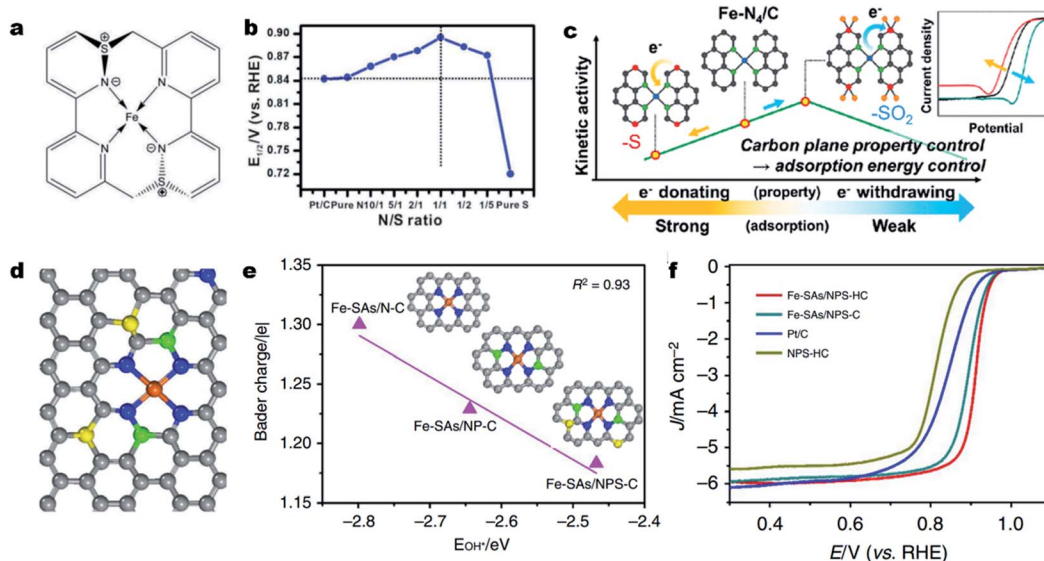 a
S
⊕
N
⊖
N
Fe
N
N
⊖
S
⊕
b
E1/2/V (vs. RHE)
0.90
0.84
0.78
0.72
Pt/C Pure N 10/1 5/1 2/1 1/1 1/2 1/5 Pure S
N/S ratio
c
Kinetic activity
Fe-N4/C
e-
e-
-S
-SO2
Current density
Potential
Carbon plane property control
→ adsorption energy control
e- donating (property) e- withdrawing
Strong (adsorption) Weak
d
e
Bader charge/|e|
1.35
1.30
1.25
1.20
1.15
R2 = 0.93
Fe-SAs/N-C
Fe-SAs/NP-C
Fe-SAs/NPS-C
−2.8 −2.7 −2.6 −2.5 −2.4
EOH*/eV
f
J/mA cm−2
0
−1
−2
−3
−4
−5
−6
Fe-SAs/NPS-HC
Fe-SAs/NPS-C
Pt/C
NPS-HC
0.4 0.6 0.8 1.0
E/V (vs. RHE)